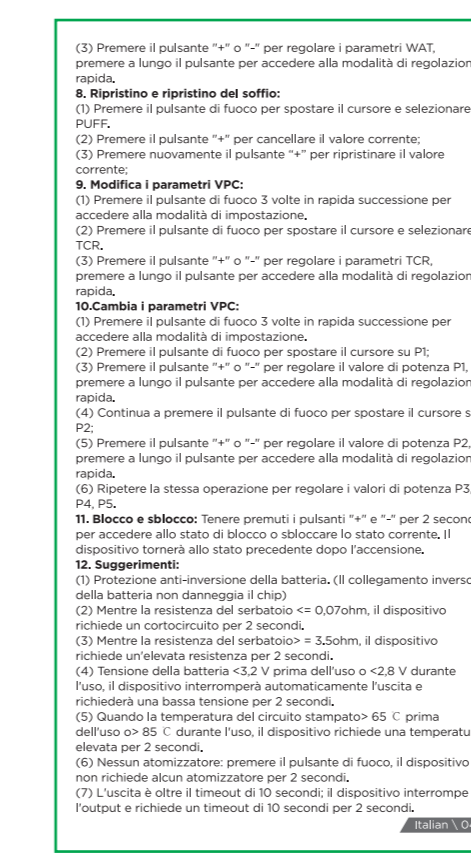 (3) Premere il pulsante "+" o "-" per regolare i parametri WAT,
premere a lungo il pulsante per accedere alla modalità di regolazion
rapida.
8. Ripristino e ripristino del soffio:
(1) Premere il pulsante di fuoco per spostare il cursore e selezionare
PUFF.
(2) Premere il pulsante "+" per cancellare il valore corrente;
(3) Premere nuovamente il pulsante "+" per ripristinare il valore
corrente;
9. Modifica i parametri VPC:
(1) Premere il pulsante di fuoco 3 volte in rapida successione per
accedere alla modalità di impostazione.
(2) Premere il pulsante di fuoco per spostare il cursore e selezionare
TCR.
(3) Premere il pulsante "+" o "-" per regolare i parametri TCR,
premere a lungo il pulsante per accedere alla modalità di regolazion
rapida.
10.Cambia i parametri VPC:
(1) Premere il pulsante di fuoco 3 volte in rapida successione per
accedere alla modalità di impostazione.
(2) Premere il pulsante di fuoco per spostare il cursore su P1;
(3) Premere il pulsante "+" o "-" per regolare il valore di potenza P1,
premere a lungo il pulsante per accedere alla modalità di regolazion
rapida.
(4) Continua a premere il pulsante di fuoco per spostare il cursore s
P2;
(5) Premere il pulsante "+" o "-" per regolare il valore di potenza P2,
premere a lungo il pulsante per accedere alla modalità di regolazion
rapida.
(6) Ripetere la stessa operazione per regolare i valori di potenza P3,
P4, P5.
11. Blocco e sblocco: Tenere premuti i pulsanti "+" e "-" per 2 second
per accedere allo stato di blocco o sbloccare lo stato corrente. Il
dispositivo tornerà allo stato precedente dopo l'accensione.
12. Suggerimenti:
(1) Protezione anti-inversione della batteria. (Il collegamento inverso
della batteria non danneggia il chip)
(2) Mentre la resistenza del serbatoio <= 0,07ohm, il dispositivo
richiede un cortocircuito per 2 secondi.
(3) Mentre la resistenza del serbatoio> = 3.5ohm, il dispositivo
richiede un'elevata resistenza per 2 secondi.
(4) Tensione della batteria <3,2 V prima dell'uso o <2,8 V durante
l'uso, il dispositivo interromperà automaticamente l'uscita e
richiederà una bassa tensione per 2 secondi.
(5) Quando la temperatura del circuito stampato> 65 ℃ prima
dell'uso o> 85 ℃ durante l'uso, il dispositivo richiede una temperatu
elevata per 2 secondi.
(6) Nessun atomizzatore: premere il pulsante di fuoco, il dispositivo
non richiede alcun atomizzatore per 2 secondi.
(7) L'uscita è oltre il timeout di 10 secondi; il dispositivo interrompe
l'output e richiede un timeout di 10 secondi per 2 secondi.
Italian \ 04